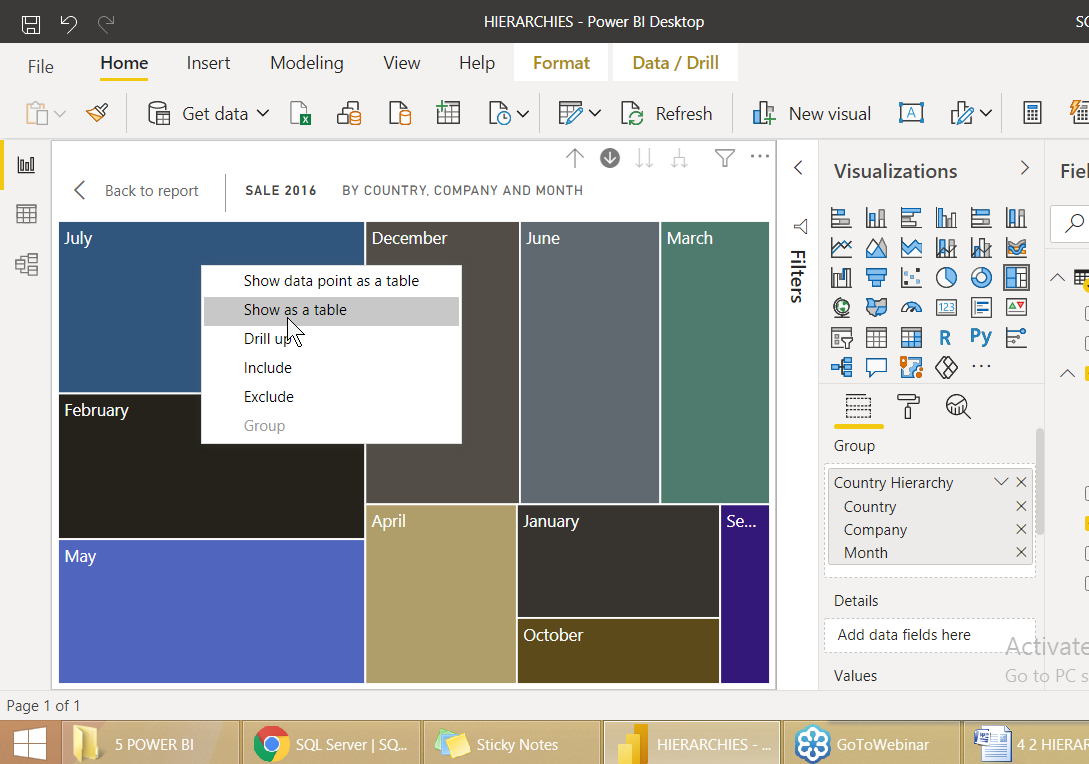 HIERARCHIES - Power BI Desktop
File Home Insert Modeling View Help Format Data / Drill
Get data Refresh New visual
Back to report SALE 2016 BY COUNTRY, COMPANY AND MONTH
July December June March
Show data point as a table
Show as a table
Drill up
Include
Exclude
Group
February
May
April
January
Se...
October
Filters
Visualizations
R Py
123
Group
Country Hierarchy
Country
Company
Month
Details
Add data fields here
Values
Activate
Go to PC s
Page 1 of 1
5 POWER BI SQL Server | SQ... Sticky Notes HIERARCHIES - ... GoToWebinar 4 2 HIERAR